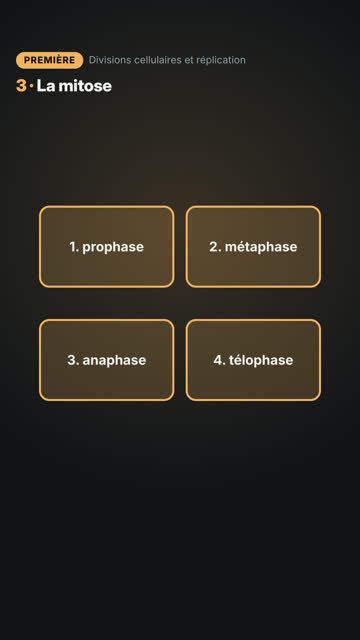 PREMIÈRE Divisions cellulaires et réplication
3 · La mitose
1. prophase
2. métaphase
3. anaphase
4. télophase